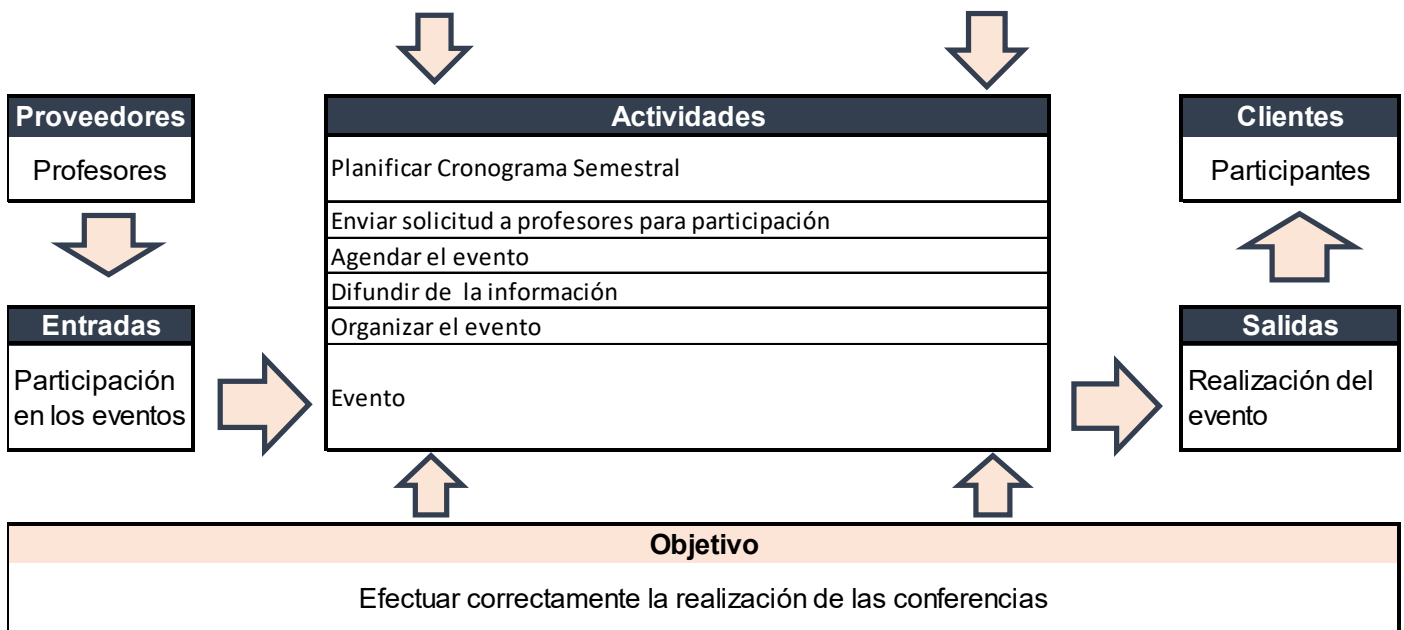 Proveedores
Profesores
Entradas
Participación
en los eventos
Actividades
Planificar Cronograma Semestral
Enviar solicitud a profesores para participación
Agendar el evento
Difundir de  la información
Organizar el evento
Evento
Clientes
Participantes
Salidas
Realización del
evento
Objetivo
Efectuar correctamente la realización de las conferencias